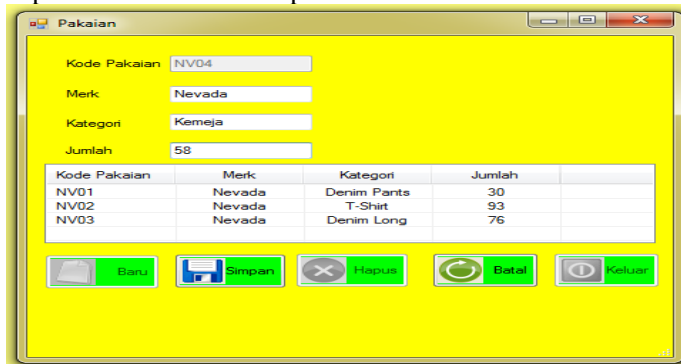 Pakaian
Kode Pakaian NV04
Merk Nevada
Kategori Kemeja
Jumlah 58
Kode Pakaian Merk Kategori Jumlah
NV01 Nevada Denim Pants 30
NV02 Nevada T-Shirt 93
NV03 Nevada Denim Long 76
Baru Simpan Hapus Batal Keluar